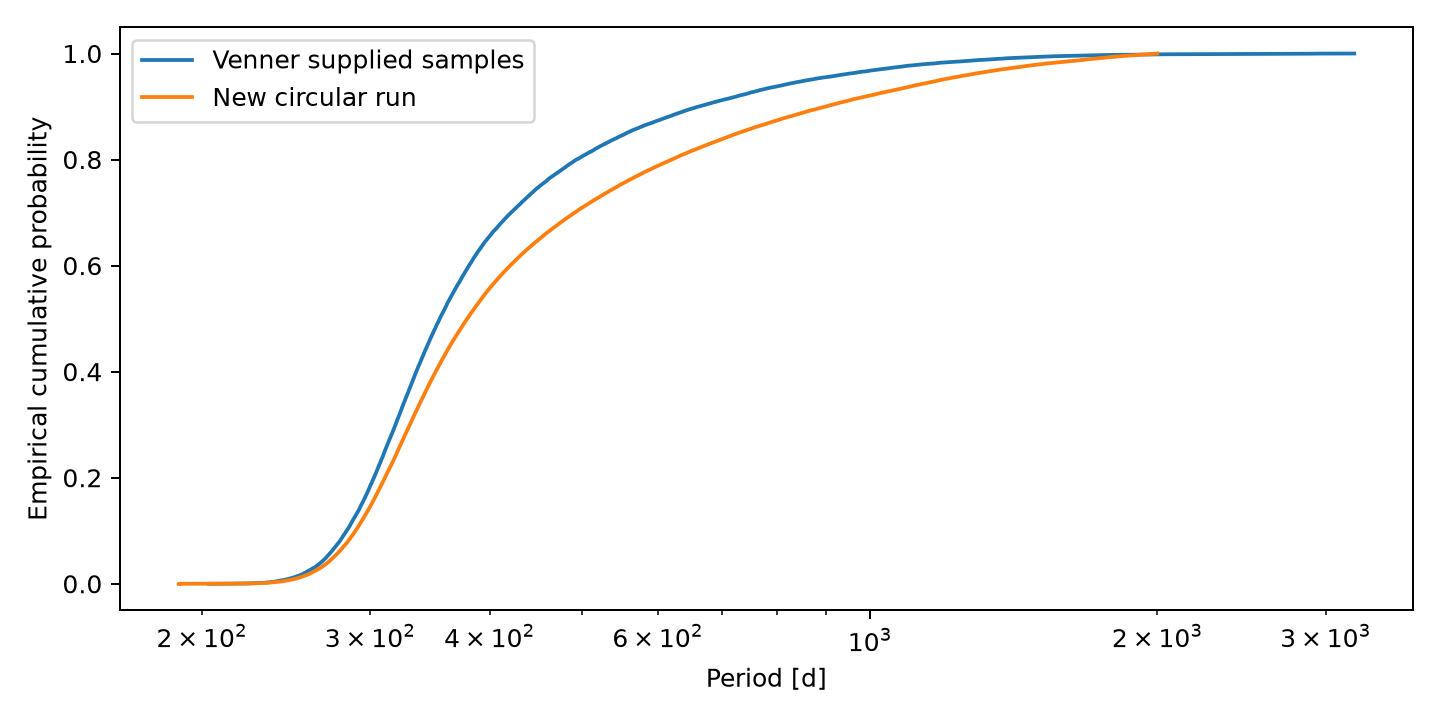 Venner supplied samples
New circular run
Empirical cumulative probability
1.0
0.8
0.6
0.4
0.2
0.0
2 × 10² 3 × 10² 4 × 10² 6 × 10² 10³ 2 × 10³ 3 × 10³
Period [d]